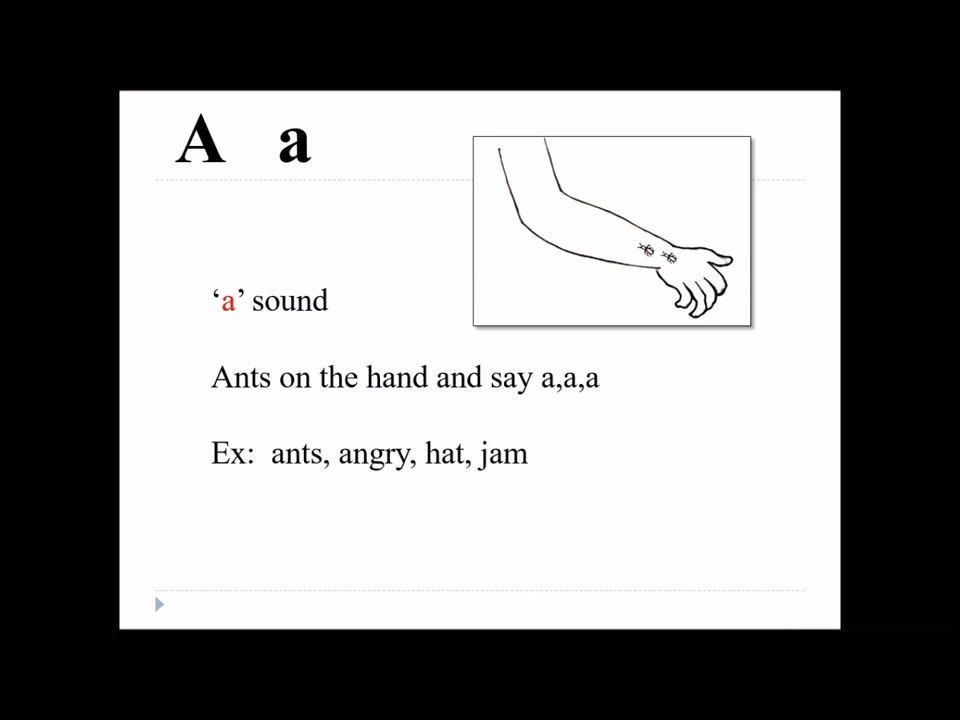 A a
‘a’ sound
Ants on the hand and say a,a,a
Ex: ants, angry, hat, jam